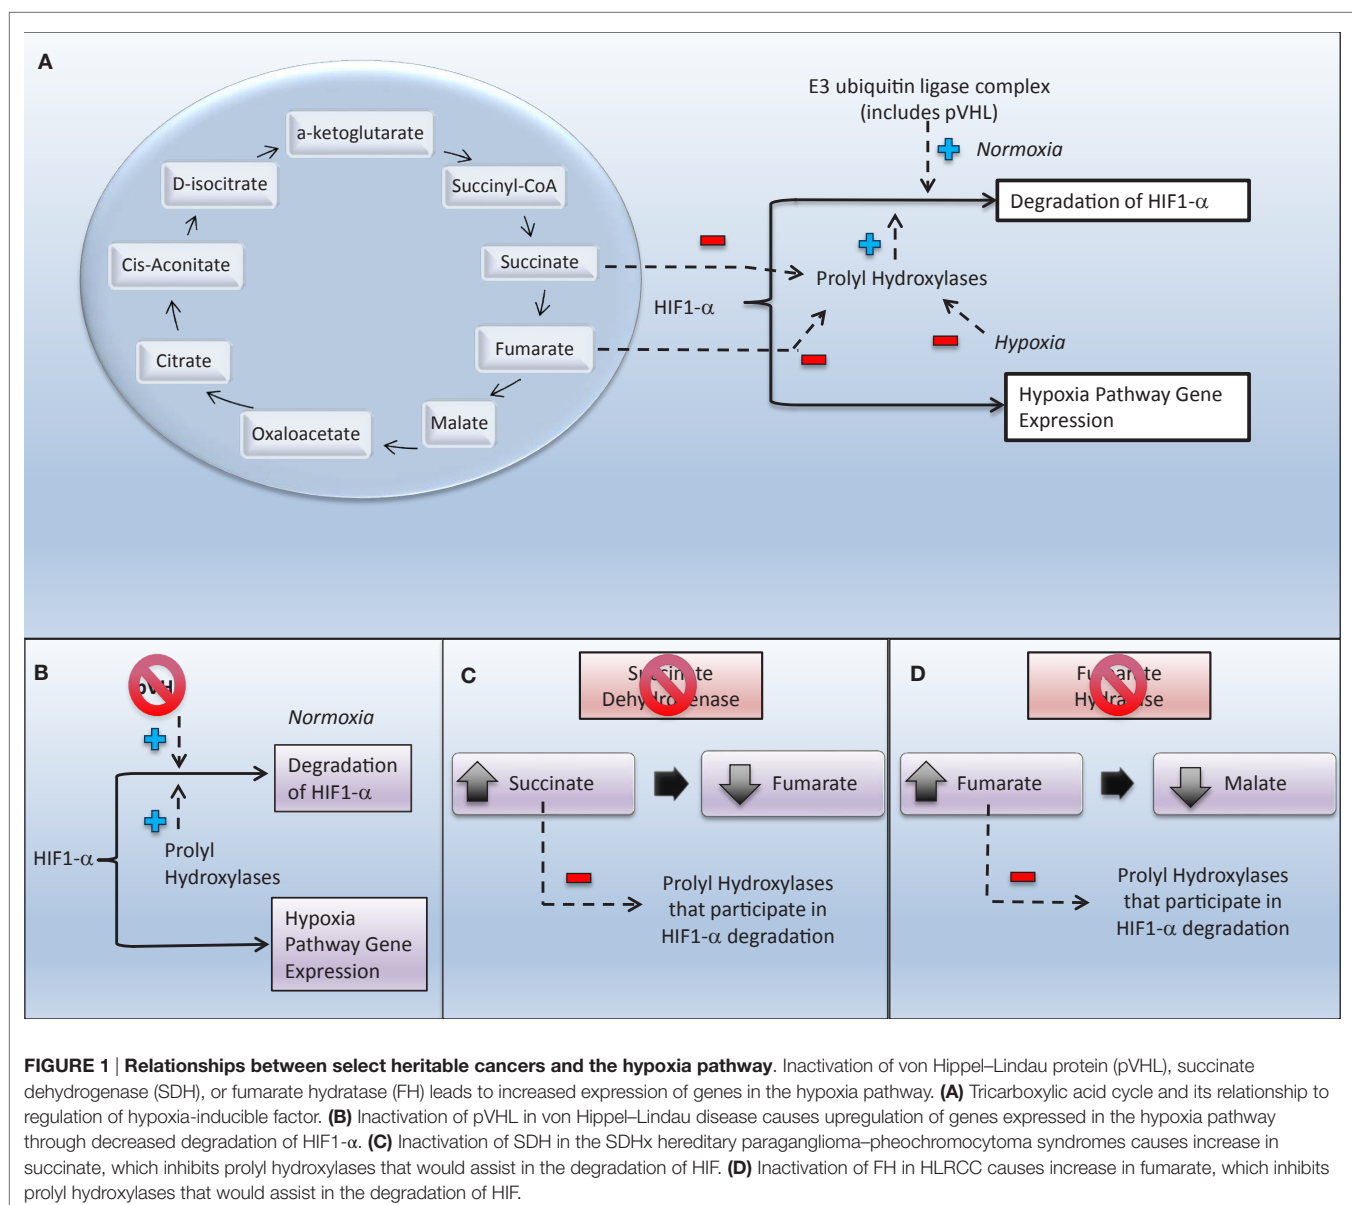 A
E3 ubiquitin ligase complex
(includes pVHL)
Normoxia
a-ketoglutarate
D-isocitrate
Succinyl-CoA
Degradation of HIF1-α
Cis-Aconitate
Succinate
Prolyl Hydroxylases
HIF1-α
Citrate
Fumarate
Hypoxia
Oxaloacetate
Malate
Hypoxia Pathway Gene
Expression
B
pVH
Normoxia
Degradation
of HIF1-α
HIF1-α
Prolyl
Hydroxylases
Hypoxia
Pathway Gene
Expression
C
Succinate
Dehydrogenase
Succinate
Fumarate
Prolyl Hydroxylases
that participate in
HIF1-α degradation
D
Fumarate
Hydratase
Fumarate
Malate
Prolyl Hydroxylases
that participate in
HIF1-α degradation
FIGURE 1 | Relationships between select heritable cancers and the hypoxia pathway. Inactivation of von Hippel–Lindau protein (pVHL), succinate
dehydrogenase (SDH), or fumarate hydratase (FH) leads to increased expression of genes in the hypoxia pathway. (A) Tricarboxylic acid cycle and its relationship to
regulation of hypoxia-inducible factor. (B) Inactivation of pVHL in von Hippel–Lindau disease causes upregulation of genes expressed in the hypoxia pathway
through decreased degradation of HIF1-α. (C) Inactivation of SDH in the SDHx hereditary paraganglioma–pheochromocytoma syndromes causes increase in
succinate, which inhibits prolyl hydroxylases that would assist in the degradation of HIF. (D) Inactivation of FH in HLRCC causes increase in fumarate, which inhibits
prolyl hydroxylases that would assist in the degradation of HIF.